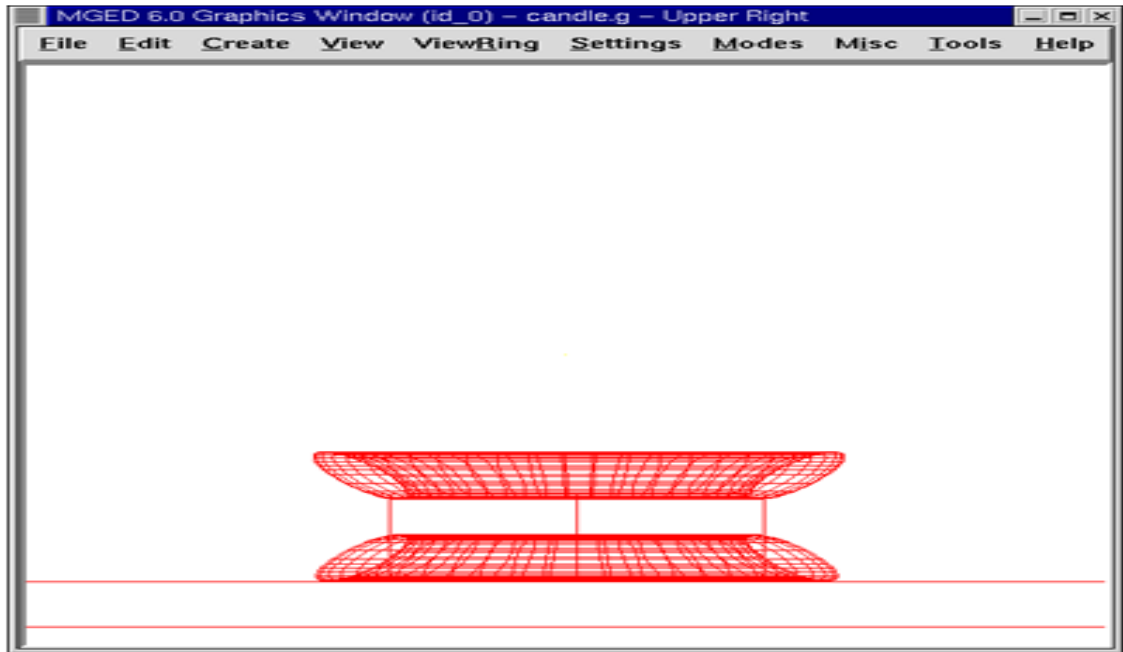 MGED 6.0 Graphics Window (id_0) – candle.g – Upper Right
File Edit Create View ViewRing Settings Modes Misc Tools Help